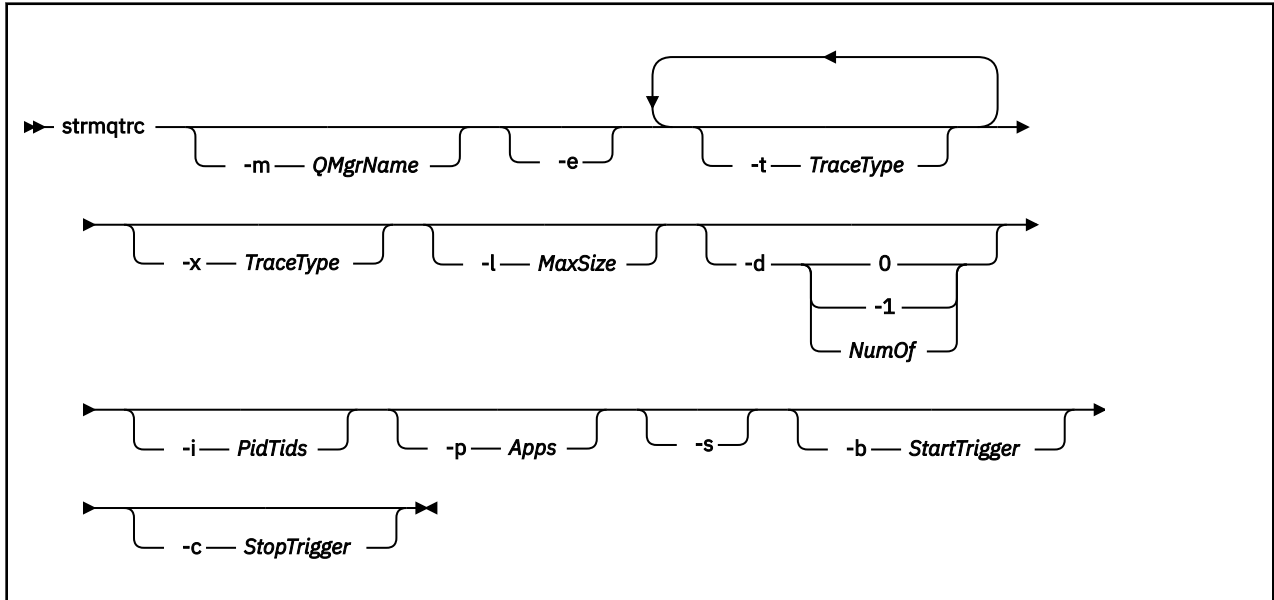 strmqtrc
-m QMgrName -e -t TraceType
-x TraceType -l MaxSize -d 0
-1
NumOf
-i PidTids -p Apps -s -b StartTrigger
-c StopTrigger